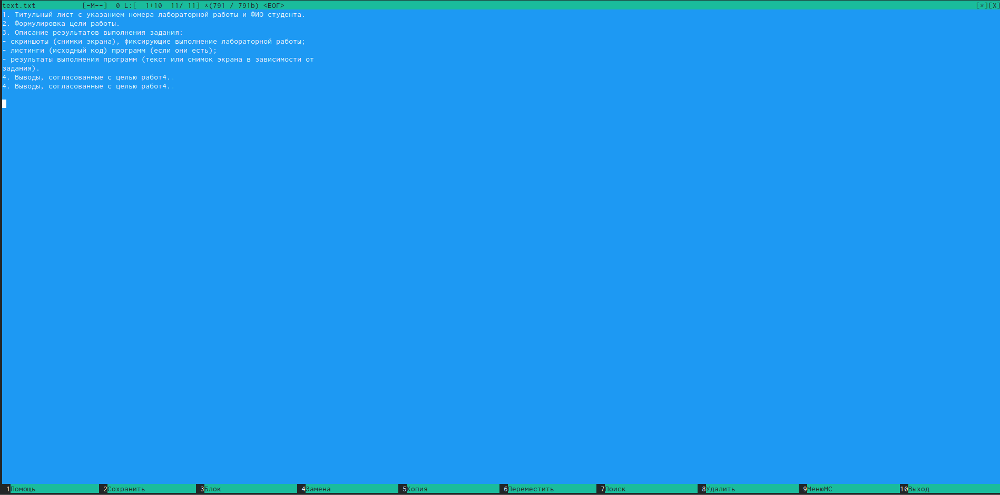 text.txt [-M--] 0 L:[ 1+10 11/ 11] *(791 / 791b) <EOF> [*][X]
1. Титульный лист с указанием номера лабораторной работы и ФИО студента.
2. Формулировка цели работы.
3. Описание результатов выполнения задания:
- скриншоты (снимки экрана), фиксирующие выполнение лабораторной работы;
- листинги (исходный код) программ (если они есть);
- результаты выполнения программ (текст или снимок экрана в зависимости от
задания).
4. Выводы, согласованные с целью работ4.
4. Выводы, согласованные с целью работ4.
1Помощь 2Сохранить 3Блок 4Замена 5Копия 6Переместить 7Поиск 8Удалить 9МенюMC 10Выход